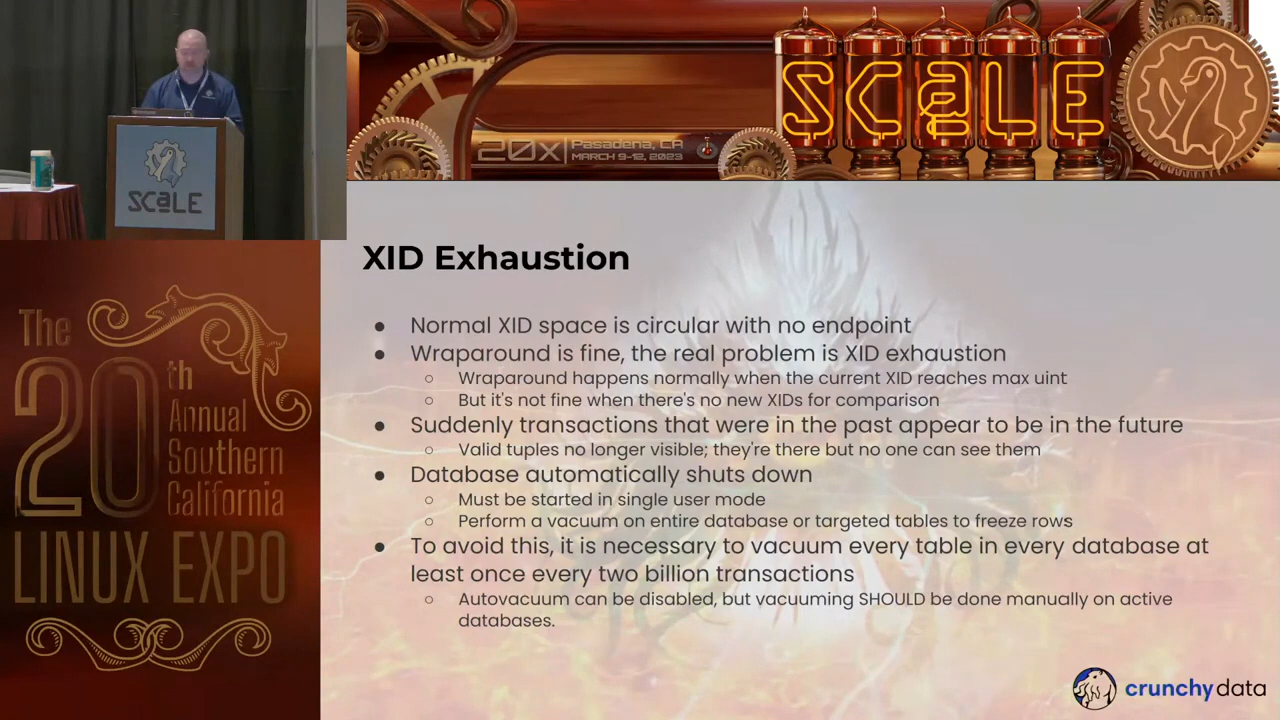 SCaLE
20x
Pasadena, CA
MARCH 9-12, 2023
SCaLE
The
20th
Annual
Southern
California
LINUX EXPO
XID Exhaustion
● Normal XID space is circular with no endpoint
● Wraparound is fine, the real problem is XID exhaustion
○ Wraparound happens normally when the current XID reaches max uint
○ But it's not fine when there's no new XIDs for comparison
● Suddenly transactions that were in the past appear to be in the future
○ Valid tuples no longer visible; they're there but no one can see them
● Database automatically shuts down
○ Must be started in single user mode
○ Perform a vacuum on entire database or targeted tables to freeze rows
● To avoid this, it is necessary to vacuum every table in every database at
least once every two billion transactions
○ Autovacuum can be disabled, but vacuuming SHOULD be done manually on active
databases.
crunchydata